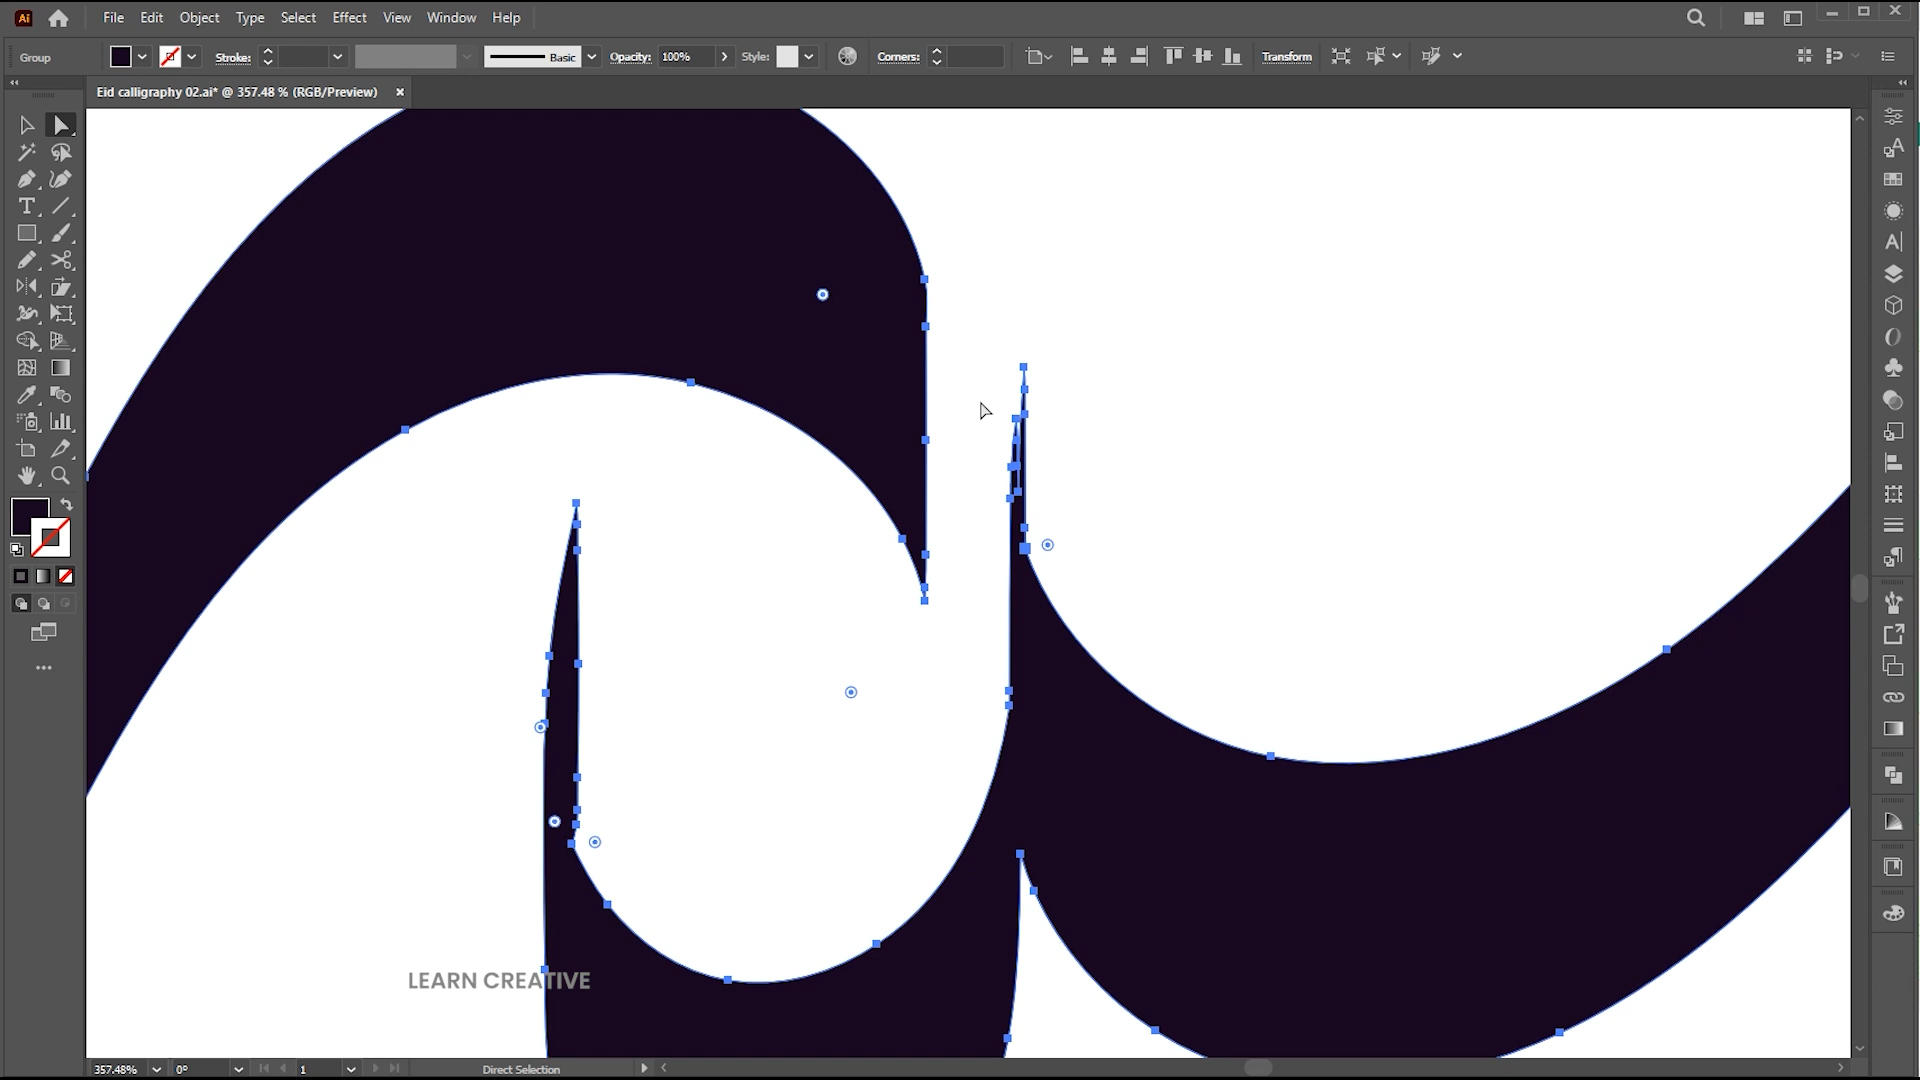 Ai File Edit Object Type Select Effect View Window Help
Group Stroke: Basic Opacity: 100% Style: Corners: Transform
Eid calligraphy 02.ai* @ 357.48 % (RGB/Preview)
LEARN CREATIVE
357.48% 0° 1 Direct Selection